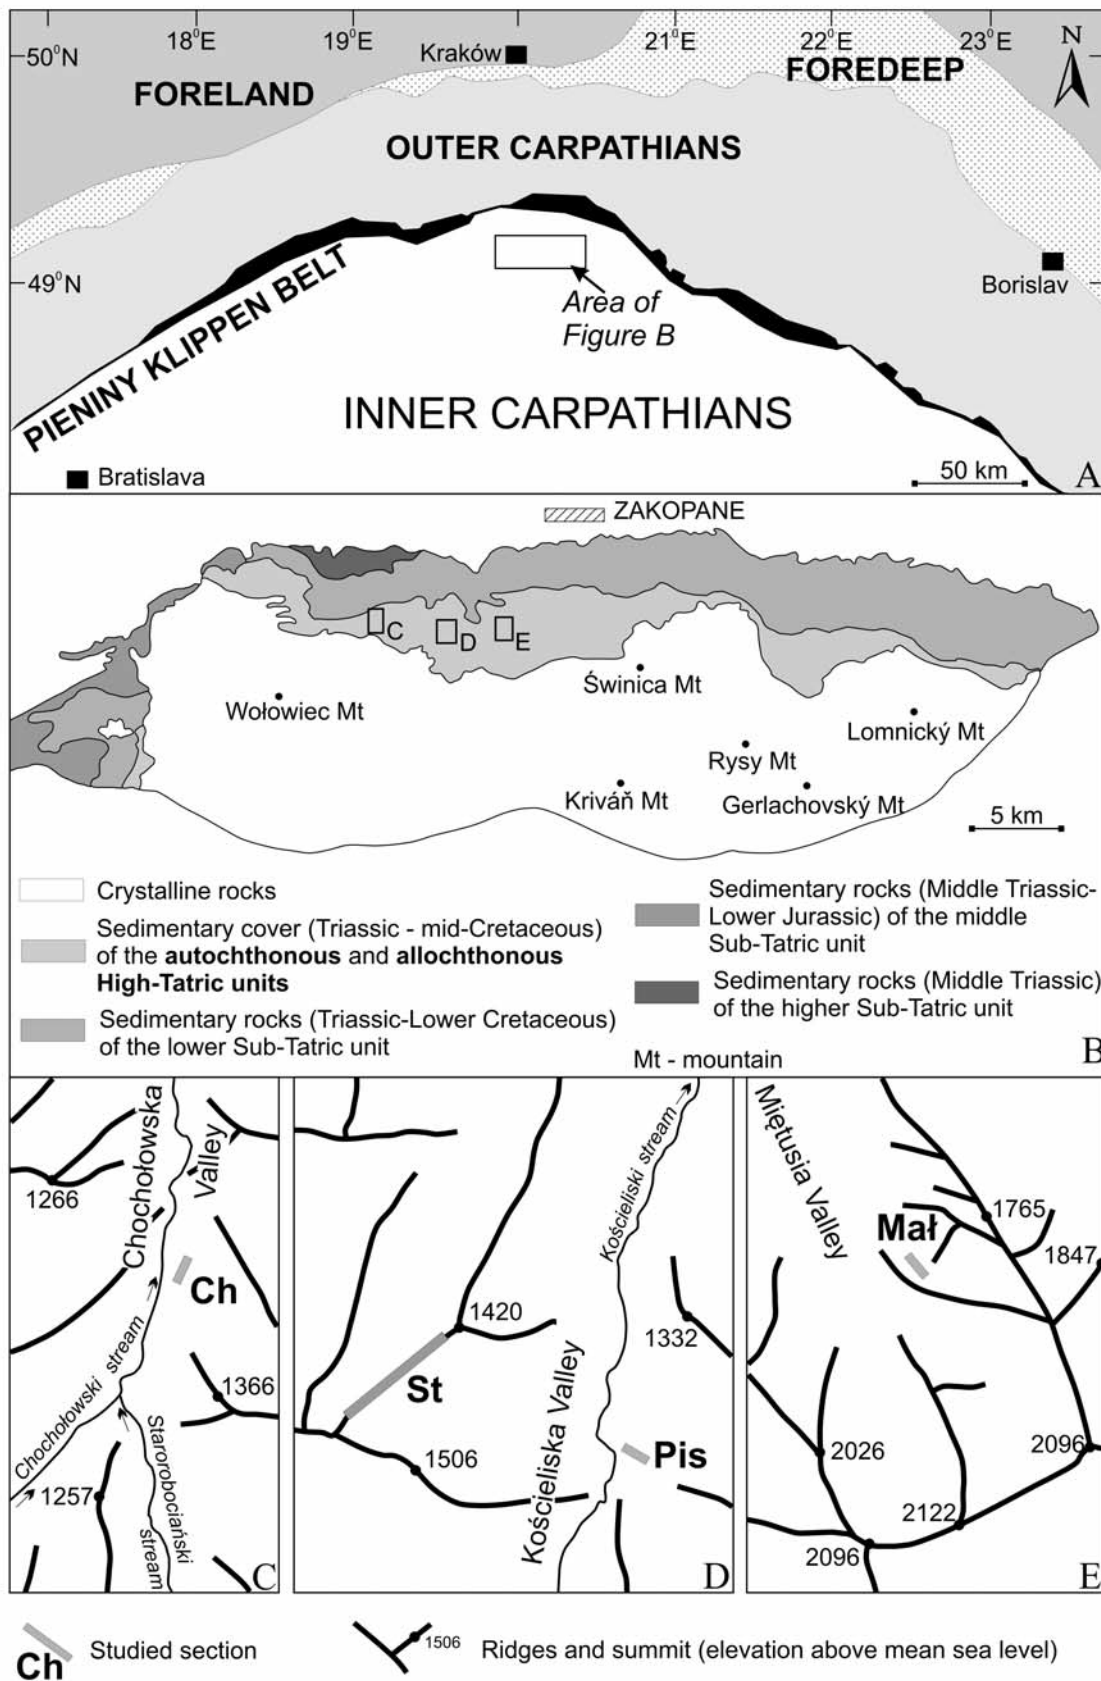 18°E
19°E
21°E
22°E
23°E
N
50°N
Kraków
FORELAND
FOREDEEP
OUTER CARPATHIANS
49°N
Borislav
Area of
Figure B
PIENINY KLIPPEN BELT
INNER CARPATHIANS
Bratislava
50 km
A
ZAKOPANE
C
D
E
Wołowiec Mt
Świnica Mt
Lomnický Mt
Rysy Mt
Kriváň Mt
Gerlachovský Mt
5 km
Crystalline rocks
Sedimentary cover (Triassic - mid-Cretaceous)
of the autochthonous and allochthonous
High-Tatric units
Sedimentary rocks (Triassic-Lower Cretaceous)
of the lower Sub-Tatric unit
Sedimentary rocks (Middle Triassic-
Lower Jurassic) of the middle
Sub-Tatric unit
Sedimentary rocks (Middle Triassic)
of the higher Sub-Tatric unit
Mt - mountain
B
Chochołowska
Valley
1266
Ch
Chochołowski stream
1366
1257
Starorobociański
stream
C
Kościeliski stream
1420
1332
St
Kościeliska Valley
1506
Pis
D
Miętusia Valley
1765
Mał
1847
2026
2096
2122
2096
E
Ch
Studied section
1506
Ridges and summit (elevation above mean sea level)